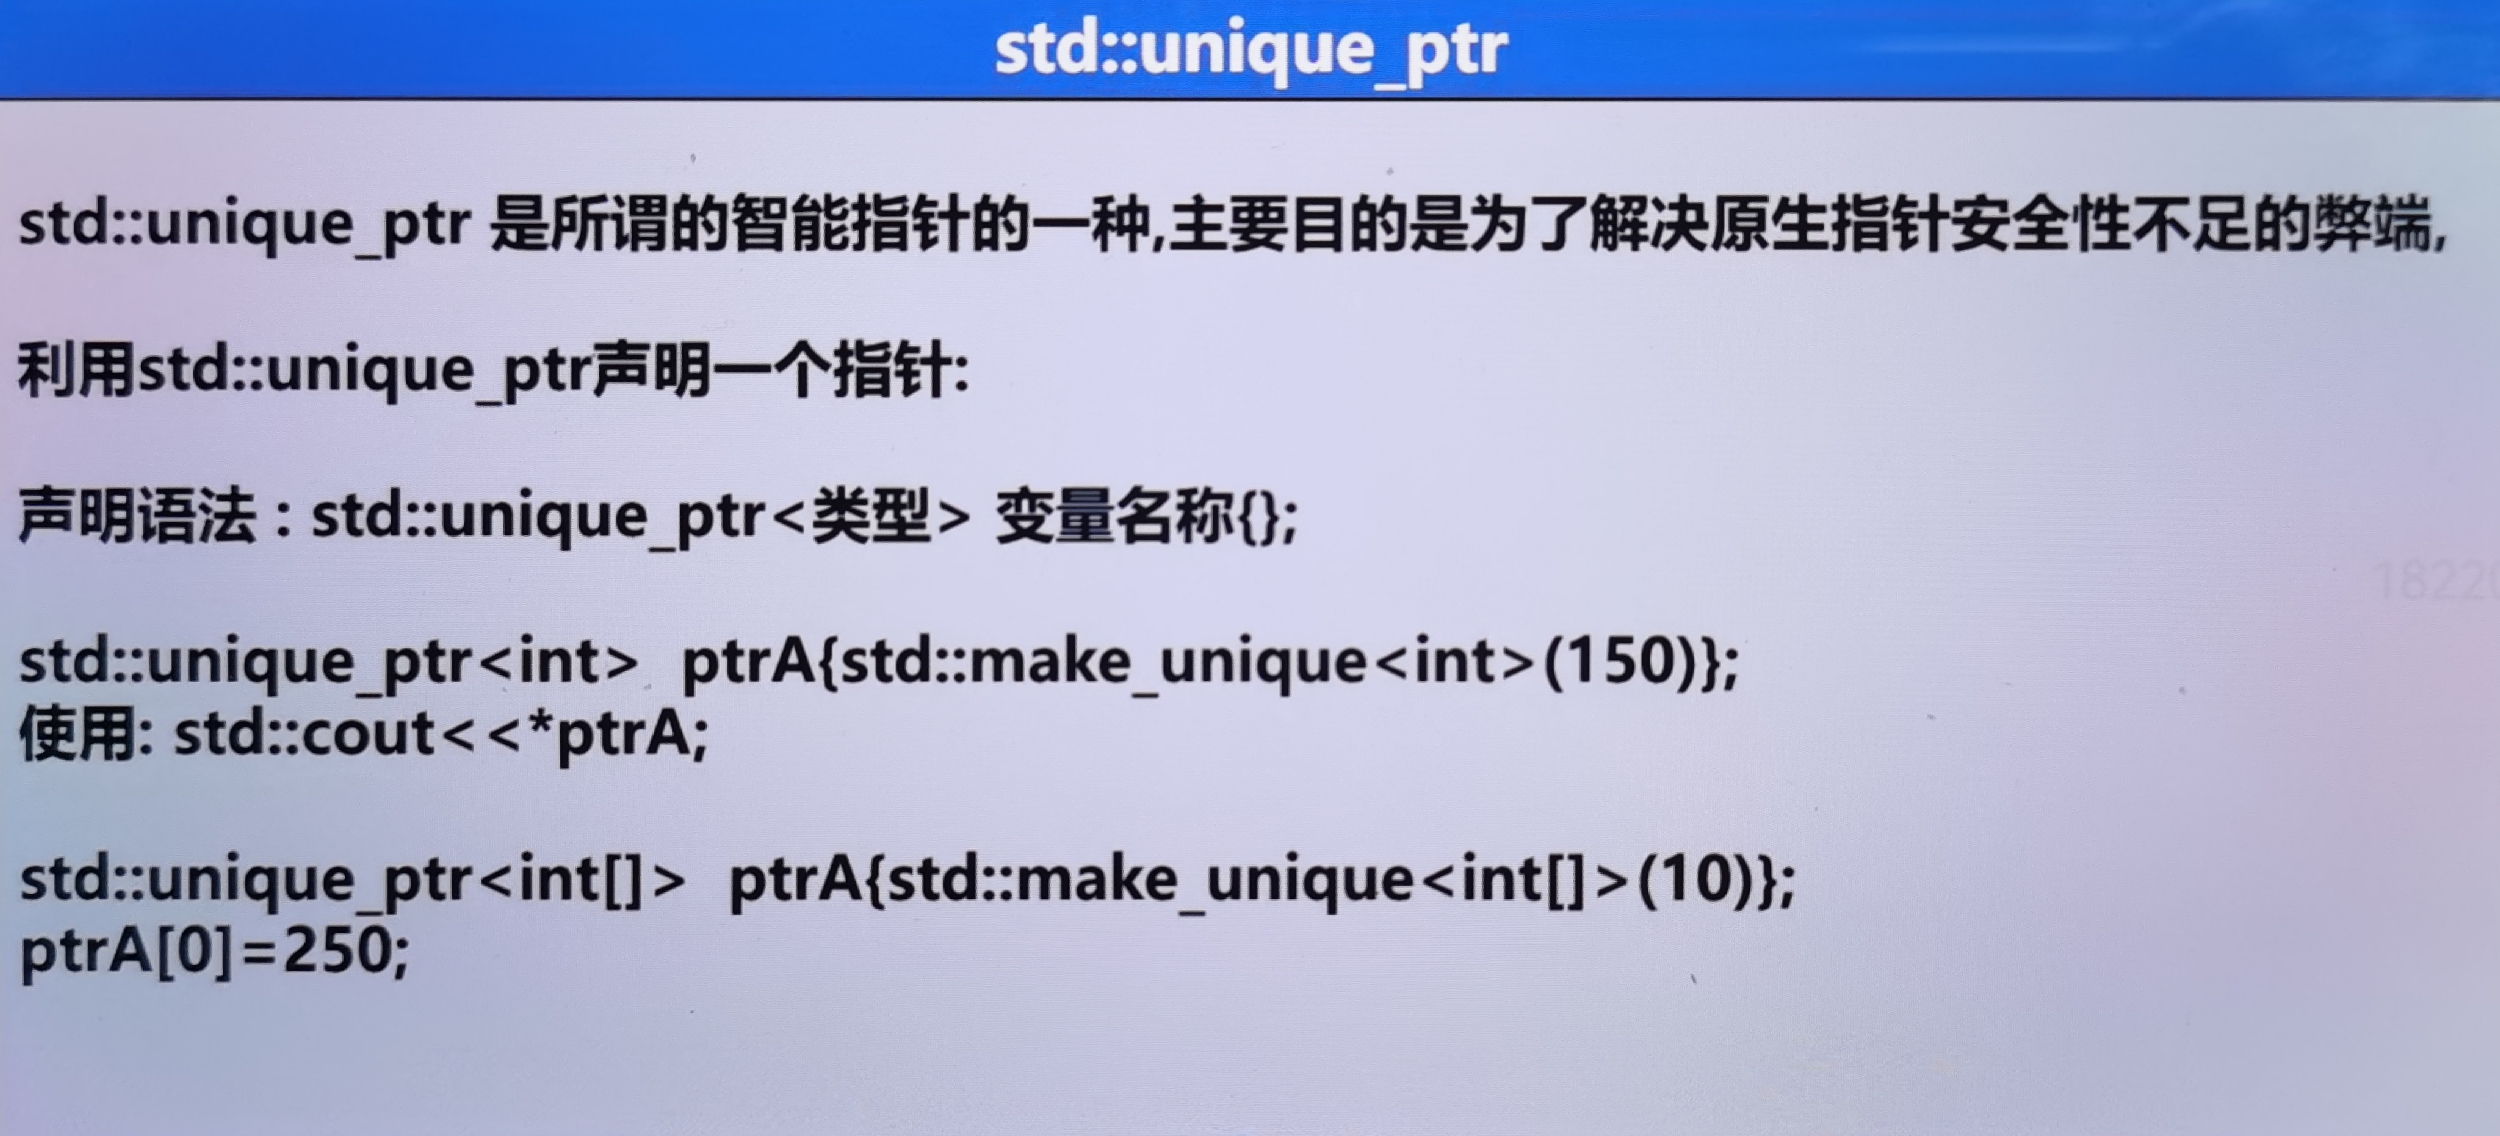 std::unique_ptr
std::unique_ptr 是所谓的智能指针的一种,主要目的是为了解决原生指针安全性不足的弊端,
利用std::unique_ptr声明一个指针:
声明语法：std::unique_ptr<类型> 变量名称{};
18220
std::unique_ptr<int> ptrA{std::make_unique<int>(150)};
使用: std::cout<<*ptrA;
std::unique_ptr<int[]> ptrA{std::make_unique<int[]>(10)};
ptrA[0]=250;